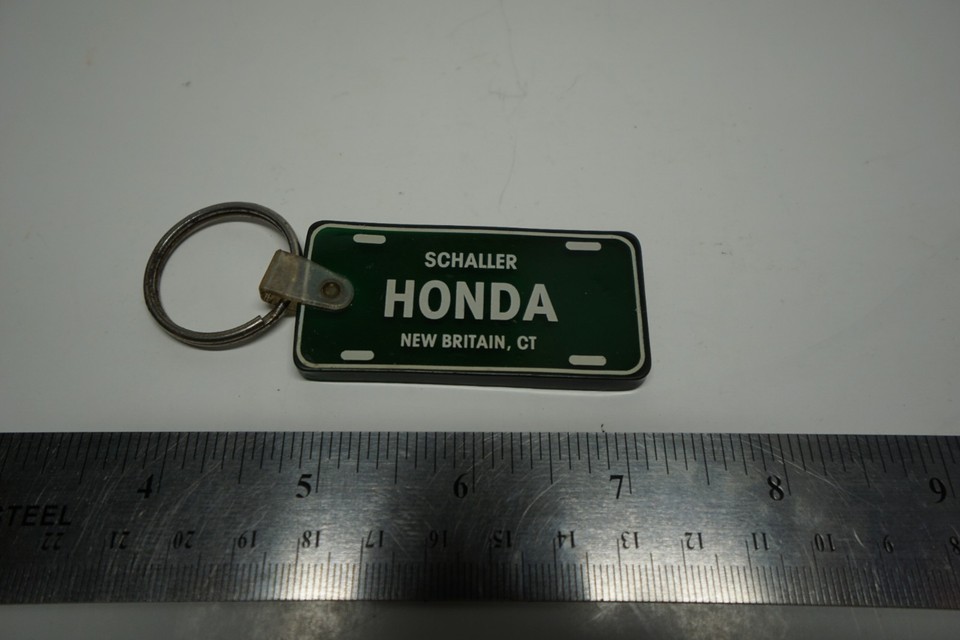 SCHALLER
HONDA
NEW BRITAIN, CT
4 5 6 7 8 9
STEEL
22 21 20 19 18 17 16 15 14 13 12 11 10 9 8